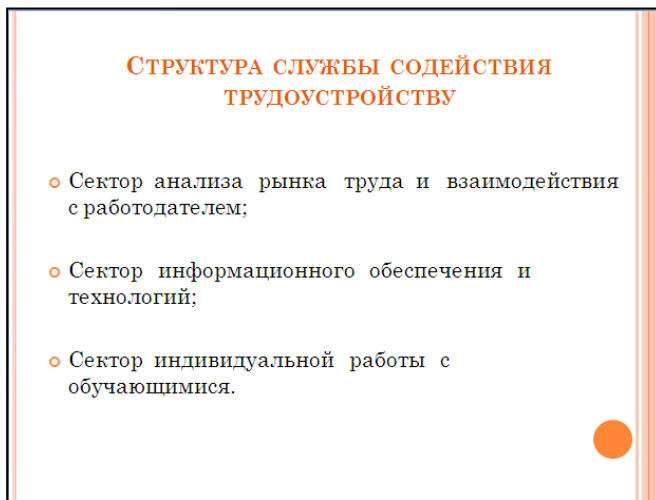 СТРУКТУРА СЛУЖБЫ СОДЕЙСТВИЯ
ТРУДОУСТРОЙСТВУ
Сектор анализа рынка труда и взаимодействия
с работодателем;
Сектор информационного обеспечения и
технологий;
Сектор индивидуальной работы с
обучающимися.